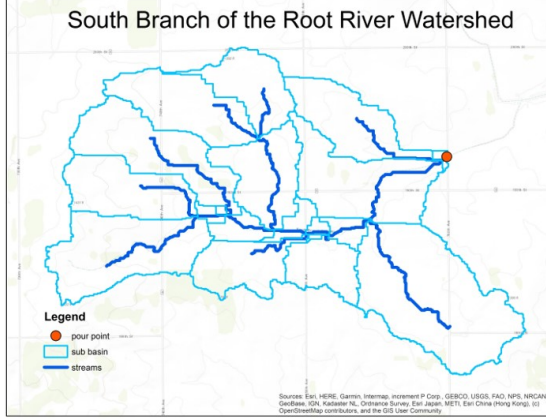 South Branch of the Root River Watershed
Legend
pour point
sub basin
streams
Sources: Esri, HERE, Garmin, Intermap, increment P Corp., GEBCO, USGS, FAO, NPS, NRCAN
GeoBase, IGN, Kadaster NL, Ordnance Survey, Esri Japan, METI, Esri China (Hong Kong), (c)
OpenStreetMap contributors, and the GIS User Community